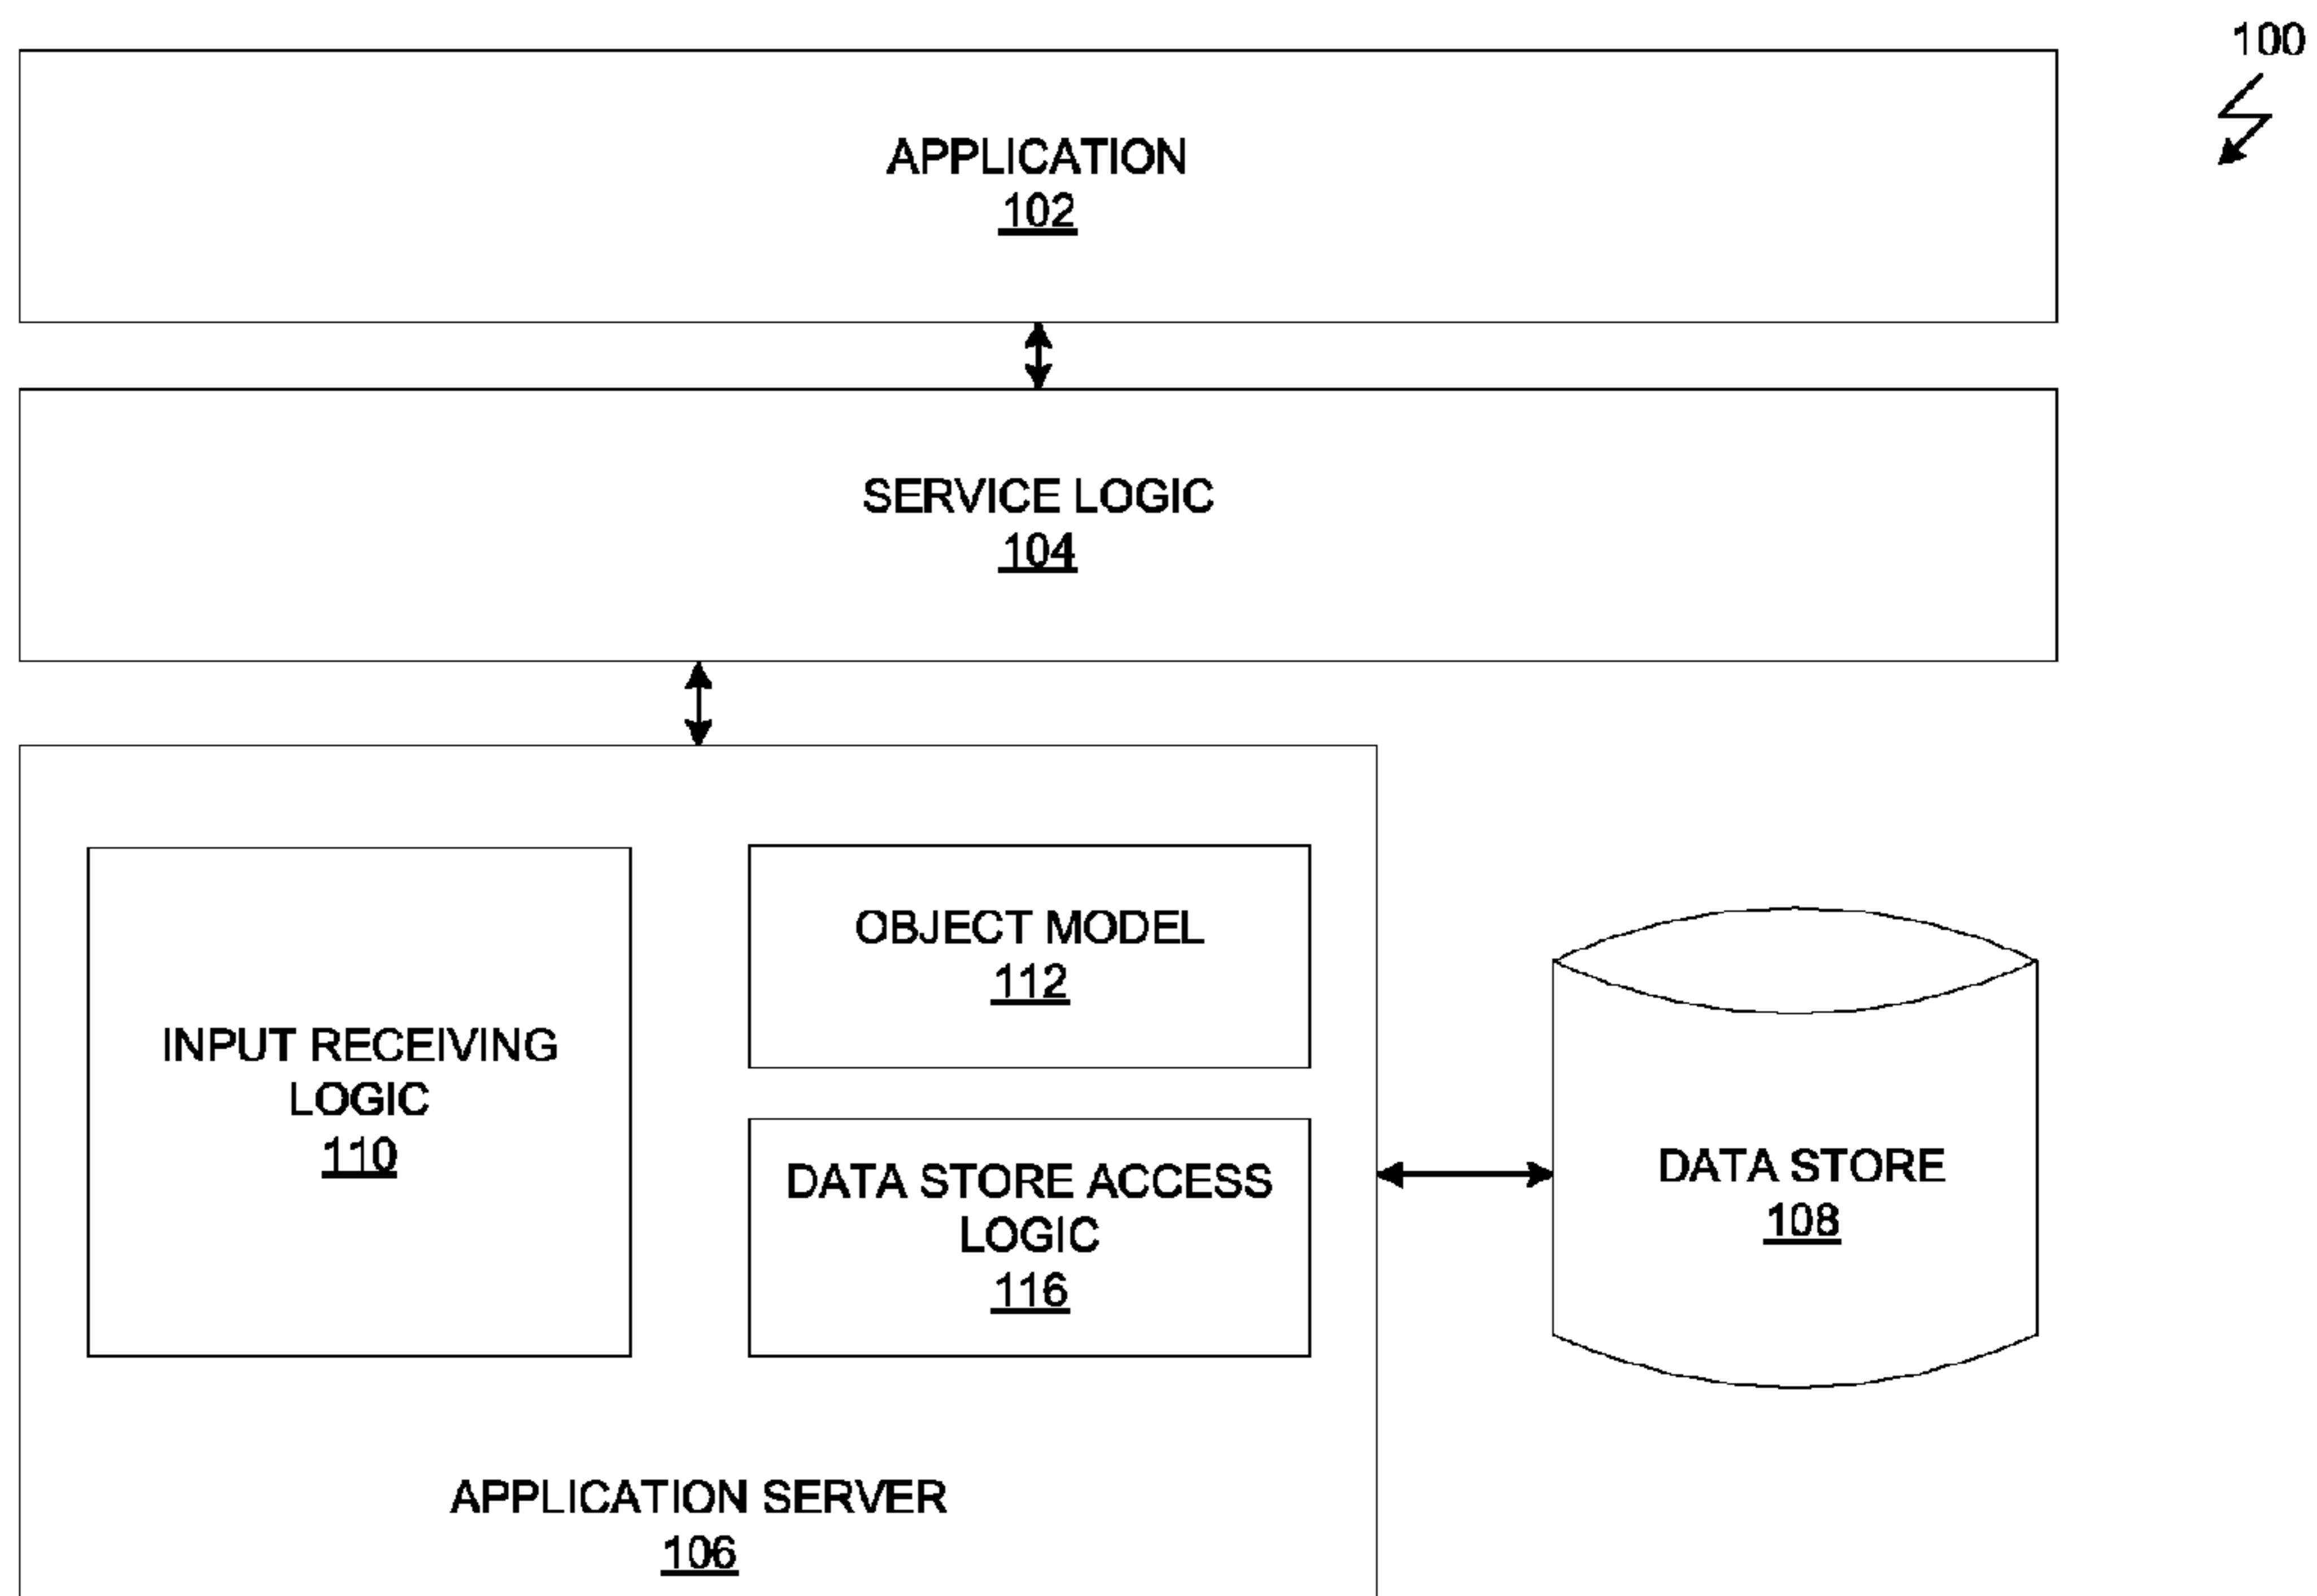 100
APPLICATION
102
SERVICE LOGIC
104
INPUT RECEIVING
LOGIC
110
OBJECT MODEL
112
DATA STORE ACCESS
LOGIC
116
DATA STORE
108
APPLICATION SERVER
106